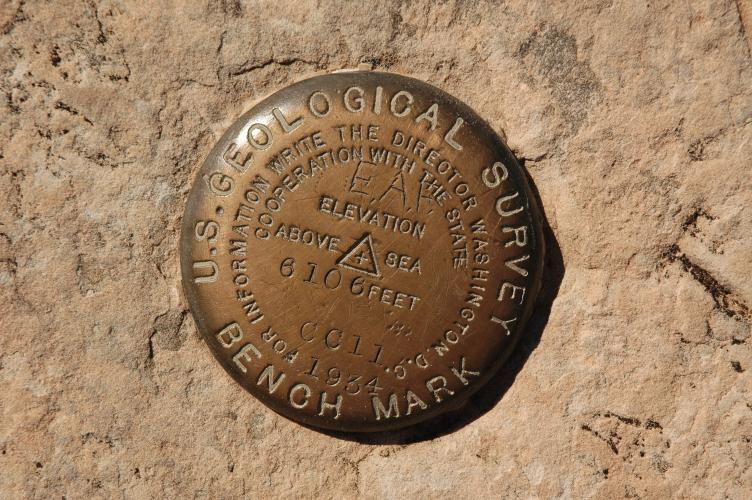 U.S. GEOLOGICAL SURVEY
BENCH MARK
FOR INFORMATION WRITE THE DIRECTOR WASHINGTON D.C.
COOPERATION WITH THE STATE
ELEVATION
ABOVE SEA
6106 FEET
CC11
1934